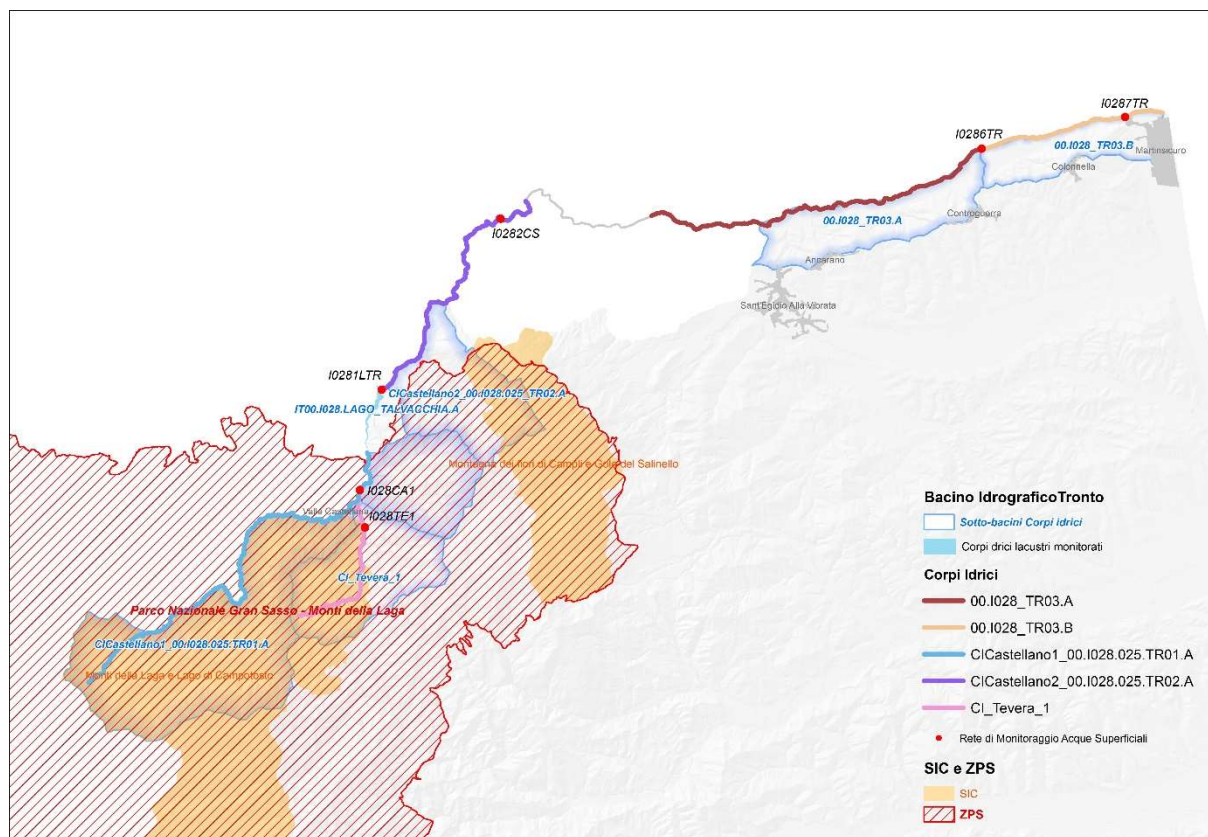 I0287TR
I0286TR
00.I028_TR03.B
Martinsicuro
Colonnella
00.I028_TR03.A
Controguerra
I0282CS
Ancarano
Sant'Egidio Alla Vibrata
I0281LTR
CICastellano2_00.I028.025_TR02.A
IT00.I028.LAGO_TALVACCHIA.A
Montagna dei fiori di Campli e Gole del Salinello
I028CA1
Valle Castellana
I028TE1
CI_Tevera_1
Parco Nazionale Gran Sasso - Monti della Laga
CICastellano1_00.I028.025.TR01.A
Monti della Laga e Lago di Campotosto
Bacino IdrograficoTronto
Sotto-bacini Corpi idrici
Corpi drici lacustri monitorati
Corpi Idrici
00.I028_TR03.A
00.I028_TR03.B
CICastellano1_00.I028.025.TR01.A
CICastellano2_00.I028.025.TR02.A
CI_Tevera_1
Rete di Monitoraggio Acque Superficiali
SIC e ZPS
SIC
ZPS